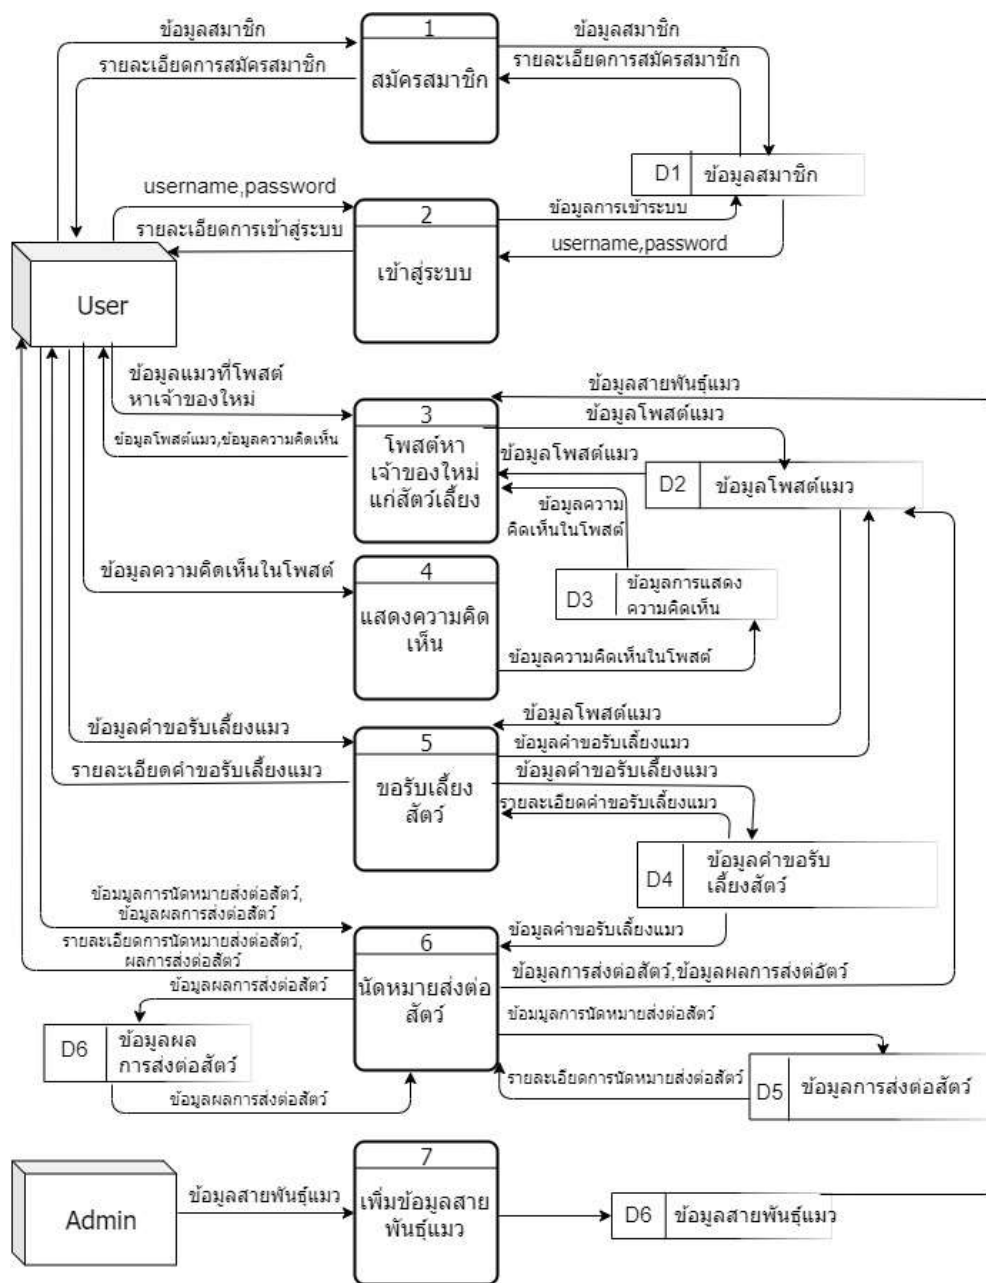 ข้อมูลสมาชิก
รายละเอียดการสมัครสมาชิก
1
สมัครสมาชิก
ข้อมูลสมาชิก
รายละเอียดการสมัครสมาชิก
D1
ข้อมูลสมาชิก
username,password
รายละเอียดการเข้าสู่ระบบ
2
เข้าสู่ระบบ
ข้อมูลการเข้าระบบ
username,password
User
ข้อมูลแมวที่โพสต์
หาเจ้าของใหม่
ข้อมูลโพสต์แมว,ข้อมูลความคิดเห็น
3
โพสต์หา
เจ้าของใหม่
แก่สัตว์เลี้ยง
ข้อมูลสายพันธุ์แมว
ข้อมูลโพสต์แมว
ข้อมูลโพสต์แมว
D2
ข้อมูลโพสต์แมว
ข้อมูลความ
คิดเห็นในโพสต์
ข้อมูลความคิดเห็นในโพสต์
4
แสดงความคิด
เห็น
D3
ข้อมูลการแสดง
ความคิดเห็น
ข้อมูลความคิดเห็นในโพสต์
ข้อมูลคำขอรับเลี้ยงแมว
รายละเอียดคำขอรับเลี้ยงแมว
5
ขอรับเลี้ยง
สัตว์
ข้อมูลโพสต์แมว
ข้อมูลคำขอรับเลี้ยงแมว
ข้อมูลคำขอรับเลี้ยงแมว
รายละเอียดคำขอรับเลี้ยงแมว
D4
ข้อมูลคำขอรับ
เลี้ยงสัตว์
ข้อมมูลการนัดหมายส่งต่อสัตว์,
ข้อมูลผลการส่งต่อสัตว์
รายละเอียดการนัดหมายส่งต่อสัตว์,
ผลการส่งต่อสัตว์
ข้อมูลผลการส่งต่อสัตว์
6
นัดหมายส่งต่อ
สัตว์
ข้อมูลคำขอรับเลี้ยงแมว
ข้อมูลการส่งต่อสัตว์,ข้อมูลผลการส่งต่อัตว์
ข้อมมูลการนัดหมายส่งต่อสัตว์
D6
ข้อมูลผล
การส่งต่อสัตว์
ข้อมูลผลการส่งต่อสัตว์
รายละเอียดการนัดหมายส่งต่อสัตว์
D5
ข้อมูลการส่งต่อสัตว์
Admin
ข้อมูลสายพันธุ์แมว
7
เพิ่มข้อมูลสาย
พันธุ์แมว
D6
ข้อมูลสายพันธุ์แมว